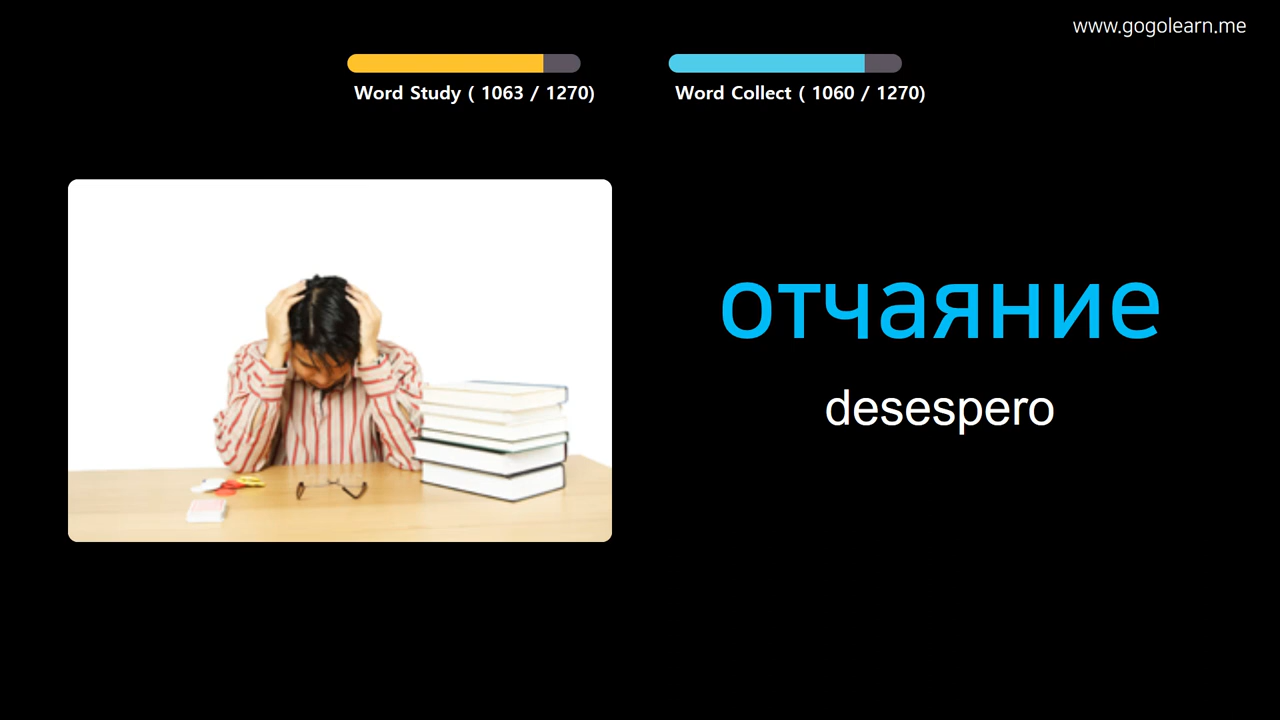 www.gogolearn.me
Word Study ( 1063 / 1270)
Word Collect ( 1060 / 1270)
отчаяние
desespero